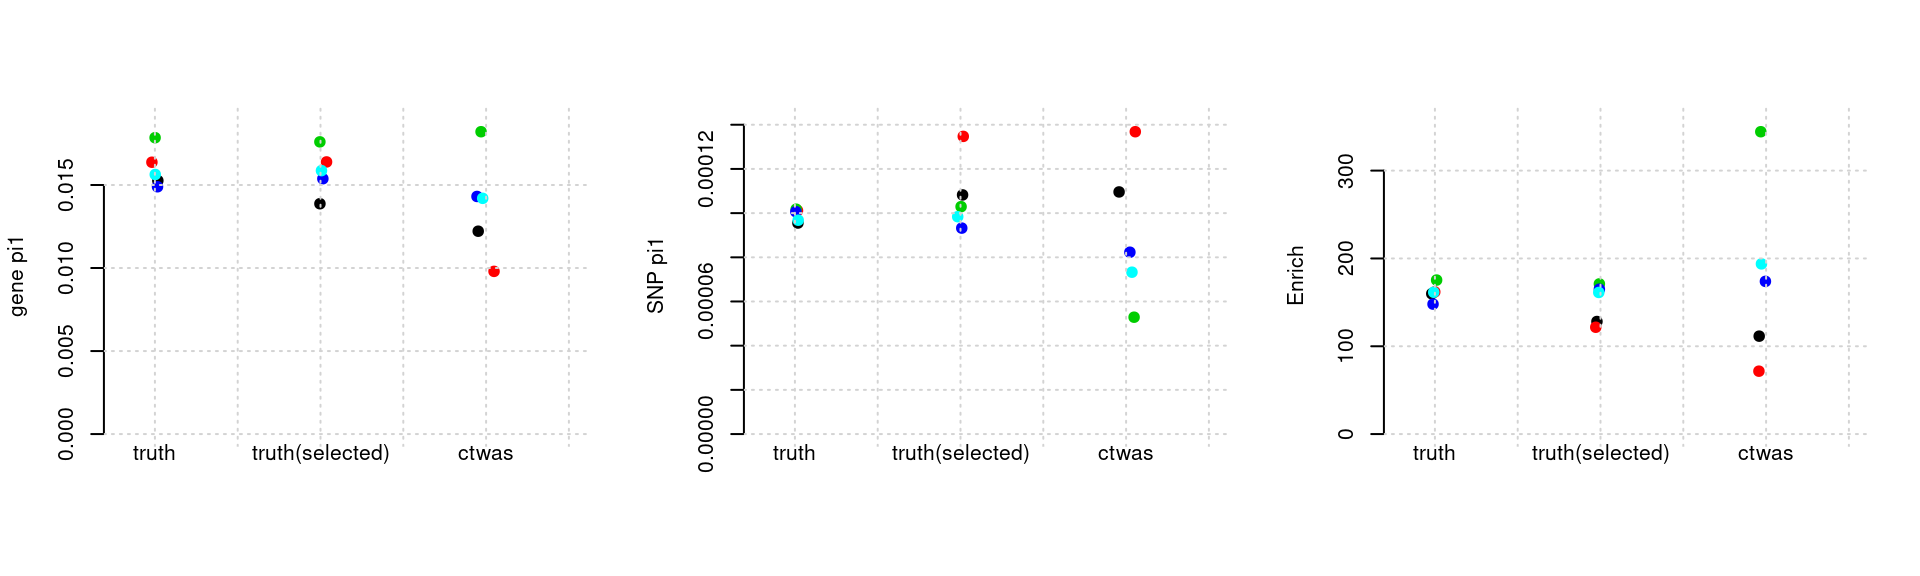 gene pi1
0.015
0.010
0.005
0.000
truth truth(selected) ctwas
SNP pi1
0.00012
0.00006
0.00000
truth truth(selected) ctwas
Enrich
300
200
100
0
truth truth(selected) ctwas